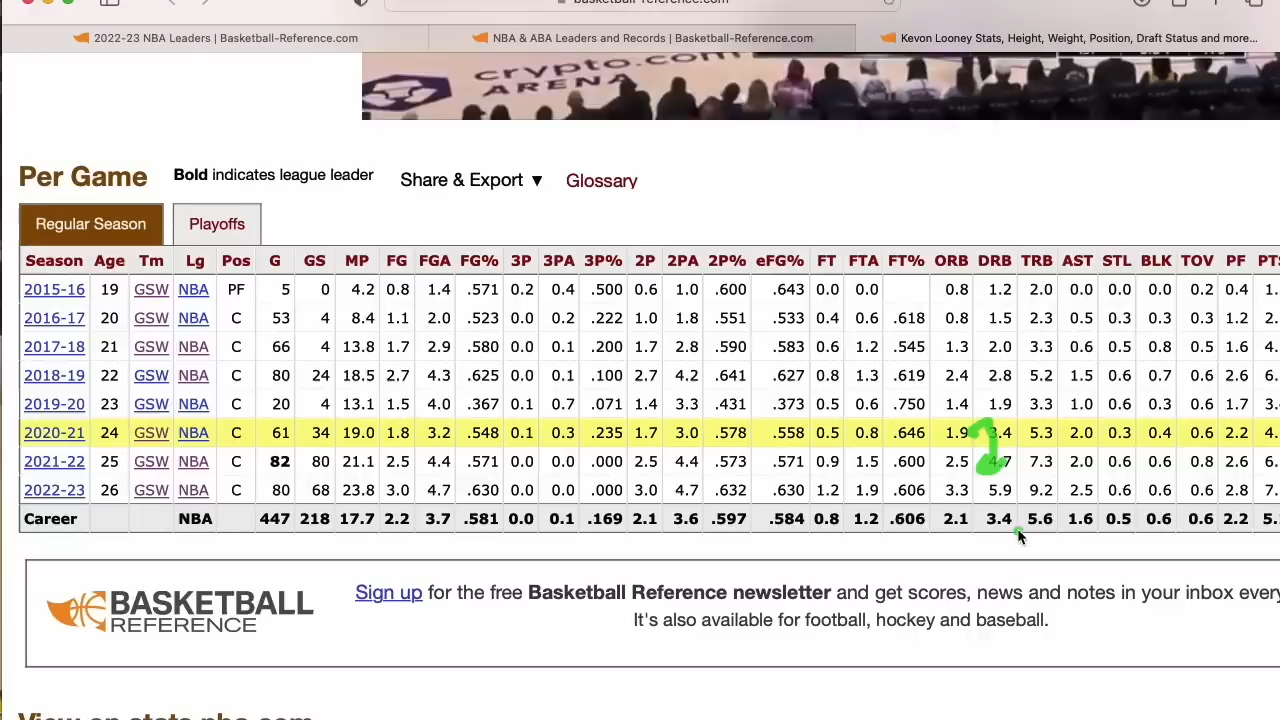 basketball-reference.com
2022-23 NBA Leaders | Basketball-Reference.com NBA & ABA Leaders and Records | Basketball-Reference.com Kevon Looney Stats, Height, Weight, Position, Draft Status and more...
crypto.com
ARENA
Per Game Bold indicates league leader Share & Export ▼ Glossary
Regular Season Playoffs
Season Age Tm Lg Pos G GS MP FG FGA FG% 3P 3PA 3P% 2P 2PA 2P% eFG% FT FTA FT% ORB DRB TRB AST STL BLK TOV PF PTS
2015-16 19 GSW NBA PF 5 0 4.2 0.8 1.4 .571 0.2 0.4 .500 0.6 1.0 .600 .643 0.0 0.0 0.8 1.2 2.0 0.0 0.0 0.0 0.2 0.4 1.
2016-17 20 GSW NBA C 53 4 8.4 1.1 2.0 .523 0.0 0.2 .222 1.0 1.8 .551 .533 0.4 0.6 .618 0.8 1.5 2.3 0.5 0.3 0.3 0.3 1.2 2.
2017-18 21 GSW NBA C 66 4 13.8 1.7 2.9 .580 0.0 0.1 .200 1.7 2.8 .590 .583 0.6 1.2 .545 1.3 2.0 3.3 0.6 0.5 0.8 0.5 1.6 4.
2018-19 22 GSW NBA C 80 24 18.5 2.7 4.3 .625 0.0 0.1 .100 2.7 4.2 .641 .627 0.8 1.3 .619 2.4 2.8 5.2 1.5 0.6 0.7 0.6 2.6 6.
2019-20 23 GSW NBA C 20 4 13.1 1.5 4.0 .367 0.1 0.7 .071 1.4 3.3 .431 .373 0.5 0.6 .750 1.4 1.9 3.3 1.0 0.6 0.3 0.6 1.7 3.
2020-21 24 GSW NBA C 61 34 19.0 1.8 3.2 .548 0.1 0.3 .235 1.7 3.0 .578 .558 0.5 0.8 .646 1.9 3.4 5.3 2.0 0.3 0.4 0.6 2.2 4.
2021-22 25 GSW NBA C 82 80 21.1 2.5 4.4 .571 0.0 0.0 .000 2.5 4.4 .573 .571 0.9 1.5 .600 2.5 4.7 7.3 2.0 0.6 0.6 0.8 2.6 6.
2022-23 26 GSW NBA C 80 68 23.8 3.0 4.7 .630 0.0 0.0 .000 3.0 4.7 .632 .630 1.2 1.9 .606 3.3 5.9 9.2 2.5 0.6 0.6 0.6 2.8 7.
Career NBA 447 218 17.7 2.2 3.7 .581 0.0 0.1 .169 2.1 3.6 .597 .584 0.8 1.2 .606 2.1 3.4 5.6 1.6 0.5 0.6 0.6 2.2 5.
BASKETBALL
REFERENCE
Sign up for the free Basketball Reference newsletter and get scores, news and notes in your inbox every
It's also available for football, hockey and baseball.
View on stats.nba.com